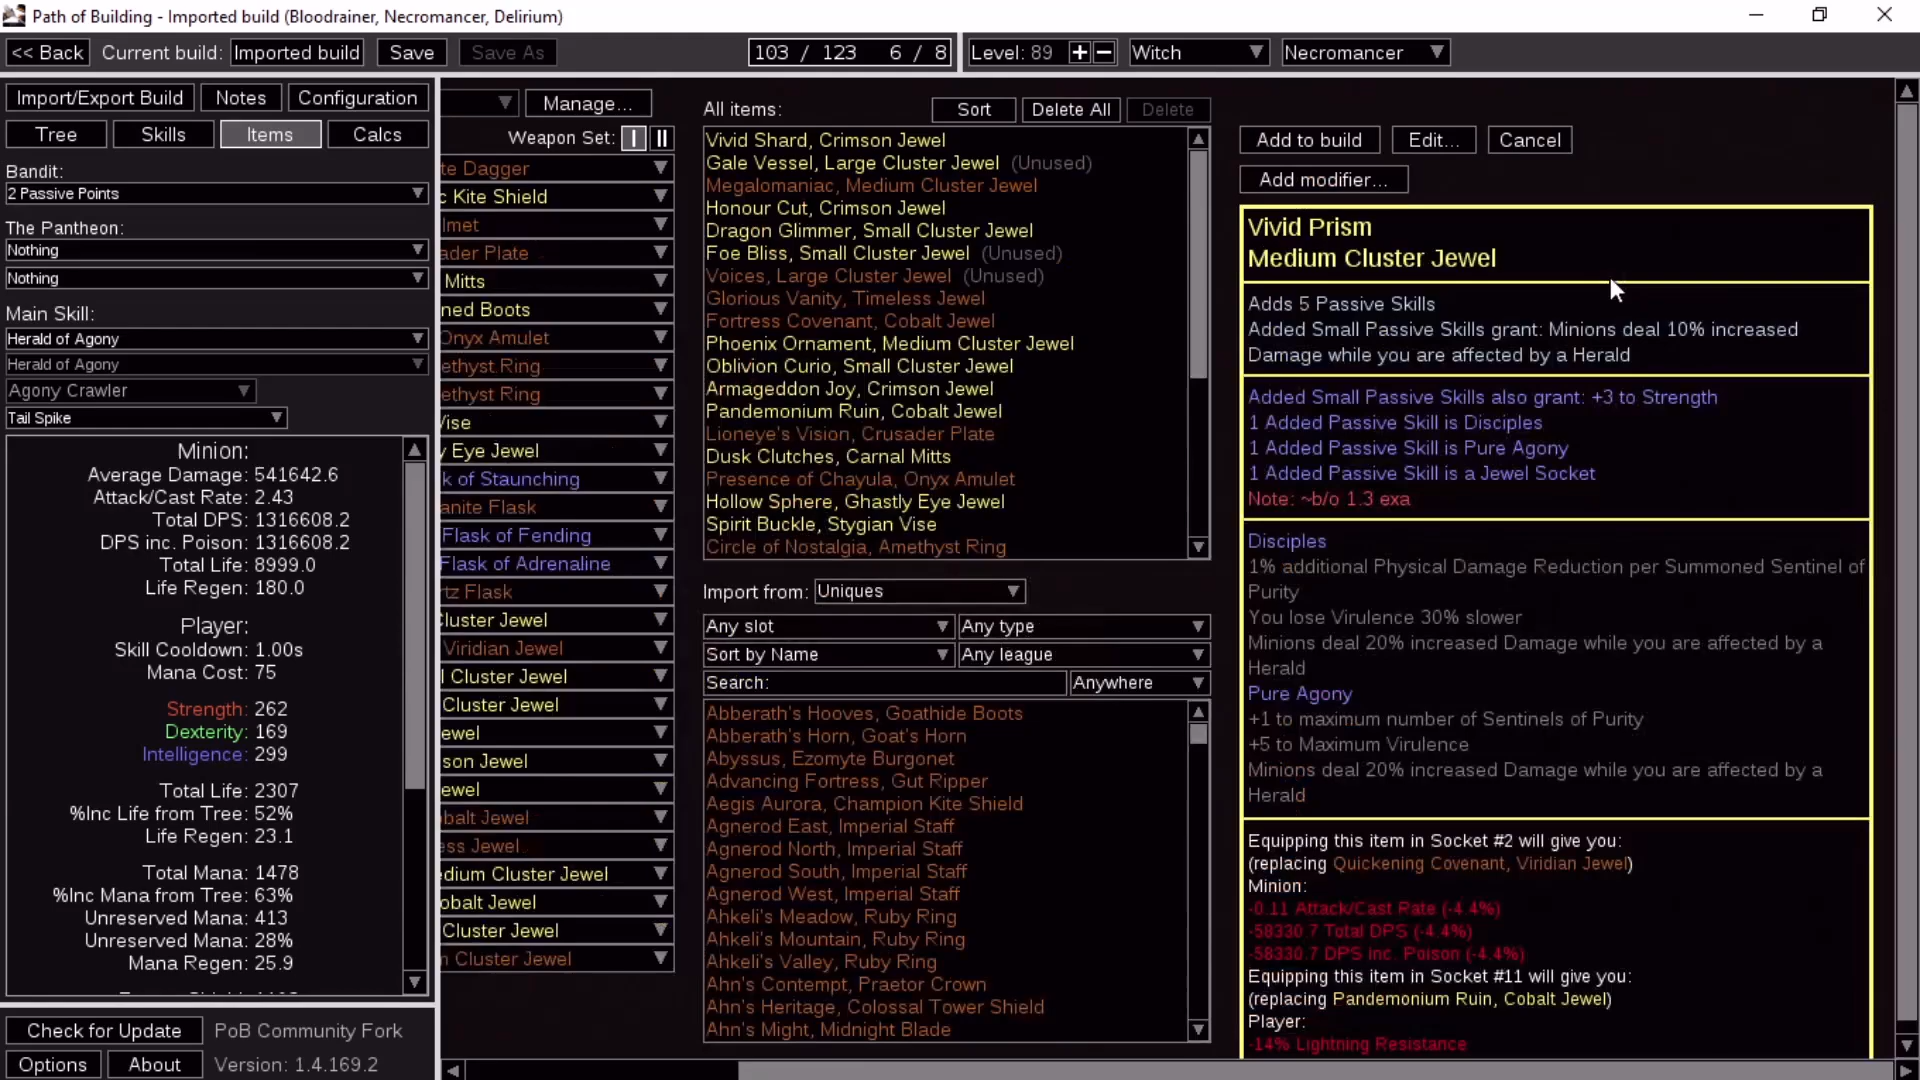 Path of Building - Imported build (Bloodrainer, Necromancer, Delirium)
<< Back Current build: Imported build Save Save As 103 / 123 6 / 8 Level: 89 + − Witch Necromancer
Import/Export Build Notes Configuration
Tree Skills Items Calcs
Bandit:
2 Passive Points
The Pantheon:
Nothing
Nothing
Main Skill:
Herald of Agony
Herald of Agony
Agony Crawler
Tail Spike
Minion:
Average Damage: 541642.6
Attack/Cast Rate: 2.43
Total DPS: 1316608.2
DPS inc. Poison: 1316608.2
Total Life: 8999.0
Life Regen: 180.0
Player:
Skill Cooldown: 1.00s
Mana Cost: 75
Strength: 262
Dexterity: 169
Intelligence: 299
Total Life: 2307
%Inc Life from Tree: 52%
Life Regen: 23.1
Total Mana: 1478
%Inc Mana from Tree: 63%
Unreserved Mana: 413
Unreserved Mana: 28%
Mana Regen: 25.9
Check for Update PoB Community Fork
Options About Version: 1.4.169.2
Manage...
Weapon Set: I II
te Dagger
c Kite Shield
lmet
ader Plate
Mitts
ned Boots
Onyx Amulet
ethyst Ring
ethyst Ring
Vise
y Eye Jewel
k of Staunching
anite Flask
Flask of Fending
Flask of Adrenaline
rtz Flask
Cluster Jewel
Viridian Jewel
l Cluster Jewel
Cluster Jewel
ewel
son Jewel
ewel
balt Jewel
ess Jewel
edium Cluster Jewel
obalt Jewel
Cluster Jewel
n Cluster Jewel
All items: Sort Delete All Delete
Vivid Shard, Crimson Jewel
Gale Vessel, Large Cluster Jewel (Unused)
Megalomaniac, Medium Cluster Jewel
Honour Cut, Crimson Jewel
Dragon Glimmer, Small Cluster Jewel
Foe Bliss, Small Cluster Jewel (Unused)
Voices, Large Cluster Jewel (Unused)
Glorious Vanity, Timeless Jewel
Fortress Covenant, Cobalt Jewel
Phoenix Ornament, Medium Cluster Jewel
Oblivion Curio, Small Cluster Jewel
Armageddon Joy, Crimson Jewel
Pandemonium Ruin, Cobalt Jewel
Lioneye's Vision, Crusader Plate
Dusk Clutches, Carnal Mitts
Presence of Chayula, Onyx Amulet
Hollow Sphere, Ghastly Eye Jewel
Spirit Buckle, Stygian Vise
Circle of Nostalgia, Amethyst Ring
Import from: Uniques
Any slot Any type
Sort by Name Any league
Search: Anywhere
Abberath's Hooves, Goathide Boots
Abberath's Horn, Goat's Horn
Abyssus, Ezomyte Burgonet
Advancing Fortress, Gut Ripper
Aegis Aurora, Champion Kite Shield
Agnerod East, Imperial Staff
Agnerod North, Imperial Staff
Agnerod South, Imperial Staff
Agnerod West, Imperial Staff
Ahkeli's Meadow, Ruby Ring
Ahkeli's Mountain, Ruby Ring
Ahkeli's Valley, Ruby Ring
Ahn's Contempt, Praetor Crown
Ahn's Heritage, Colossal Tower Shield
Ahn's Might, Midnight Blade
Add to build Edit... Cancel
Add modifier...
Vivid Prism
Medium Cluster Jewel
Adds 5 Passive Skills
Added Small Passive Skills grant: Minions deal 10% increased
Damage while you are affected by a Herald
Added Small Passive Skills also grant: +3 to Strength
1 Added Passive Skill is Disciples
1 Added Passive Skill is Pure Agony
1 Added Passive Skill is a Jewel Socket
Note: ~b/o 1.3 exa
Disciples
1% additional Physical Damage Reduction per Summoned Sentinel of
Purity
You lose Virulence 30% slower
Minions deal 20% increased Damage while you are affected by a
Herald
Pure Agony
+1 to maximum number of Sentinels of Purity
+5 to Maximum Virulence
Minions deal 20% increased Damage while you are affected by a
Herald
Equipping this item in Socket #2 will give you:
(replacing Quickening Covenant, Viridian Jewel)
Minion:
-0.11 Attack/Cast Rate (-4.4%)
-58330.7 Total DPS (-4.4%)
-58330.7 DPS inc. Poison (-4.4%)
Equipping this item in Socket #11 will give you:
(replacing Pandemonium Ruin, Cobalt Jewel)
Player:
-14% Lightning Resistance